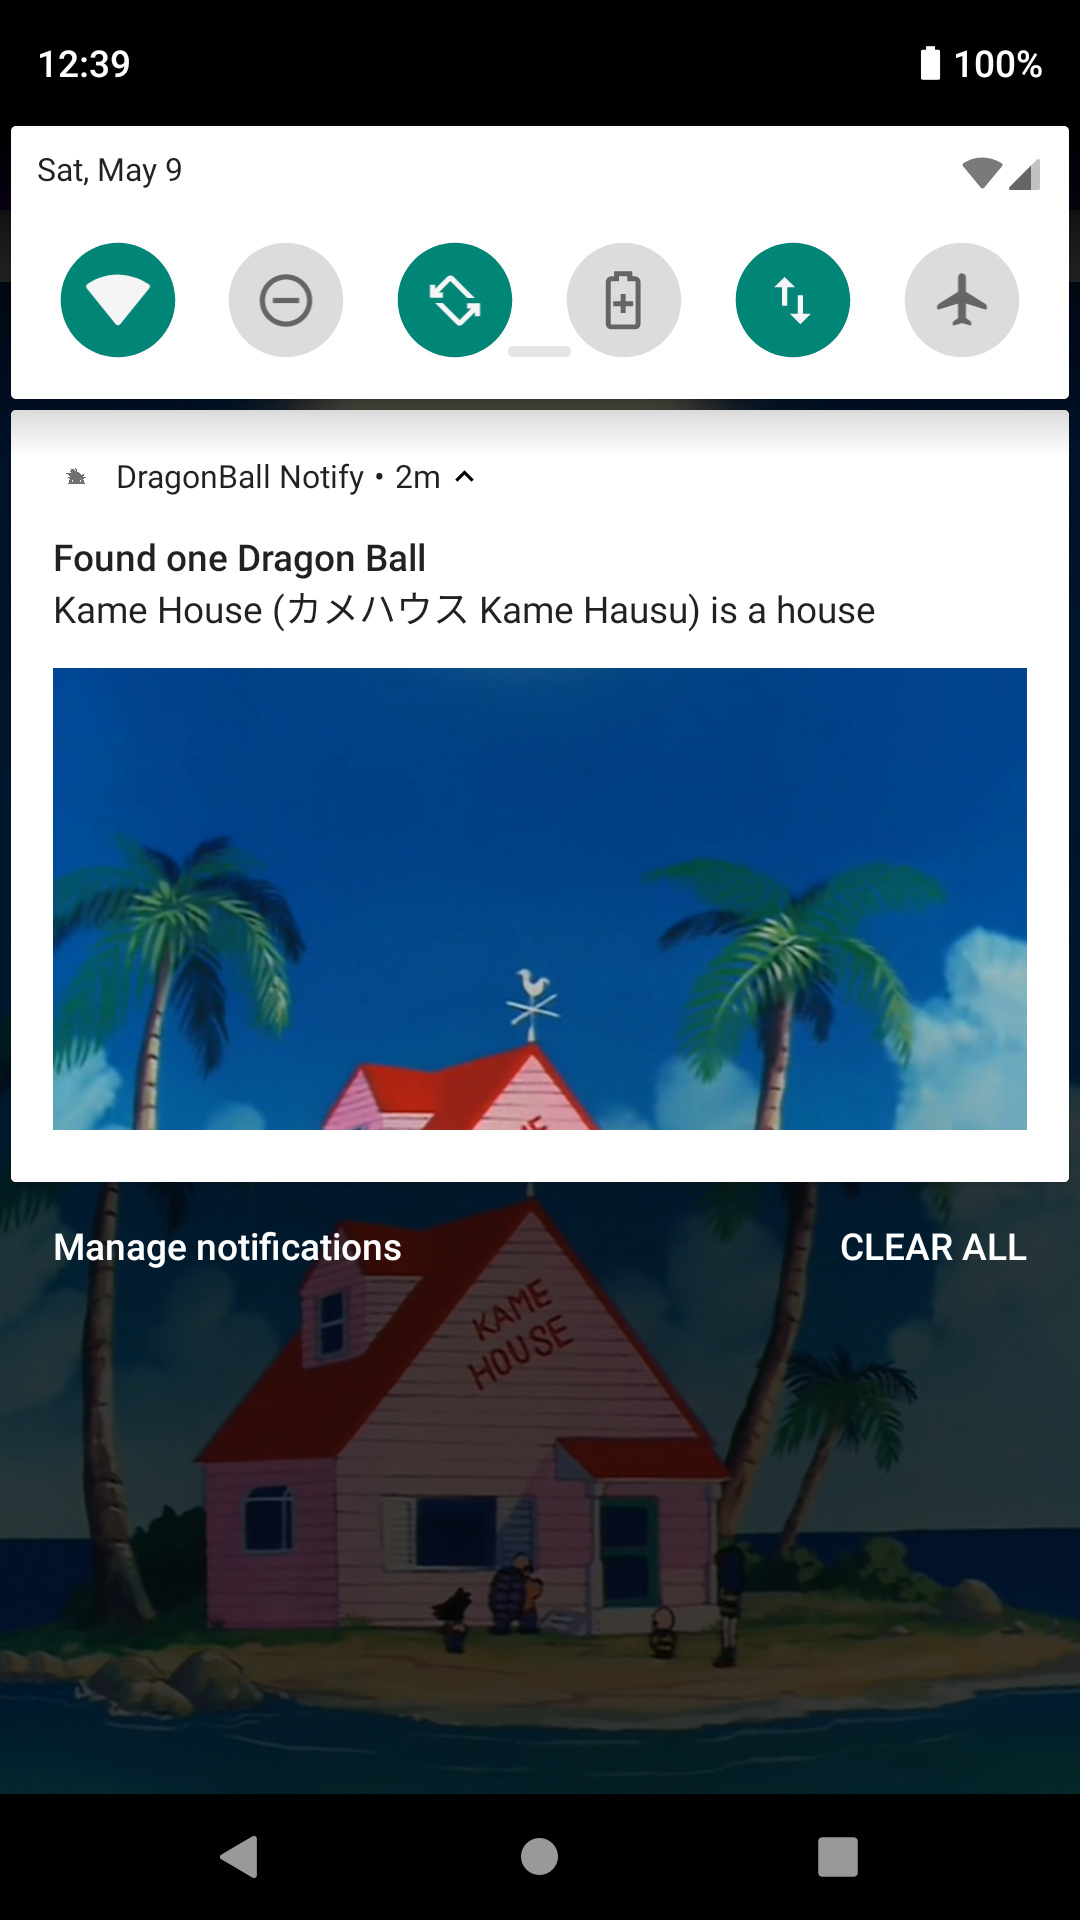 12:39
100%
Sat, May 9
DragonBall Notify • 2m
Found one Dragon Ball
Kame House (カメハウス Kame Hausu) is a house
Manage notifications
CLEAR ALL
KAME
HOUSE